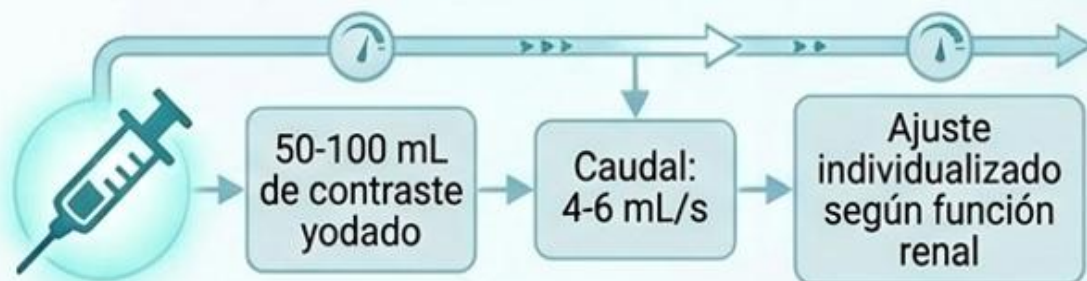 50-100 mL
de contraste
yodado
Caudal:
4-6 mL/s
Ajuste
individualizado
según función
renal